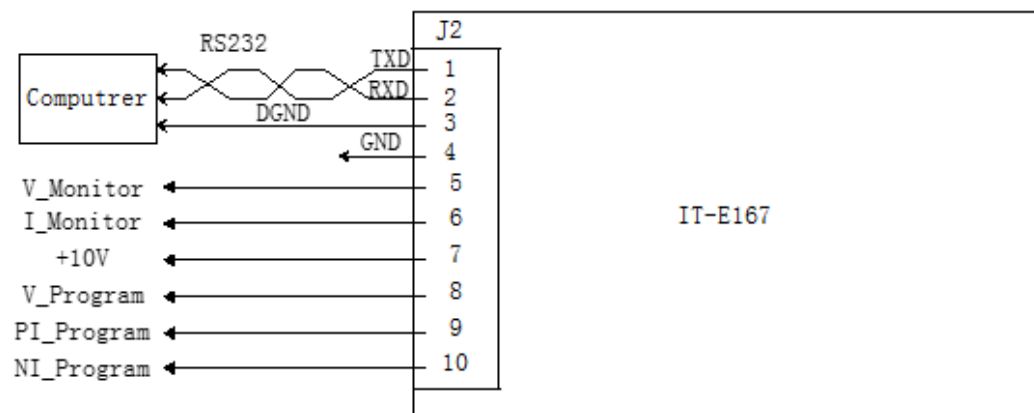 J2
RS232
TXD
1
Computrer
RXD
2
DGND
3
GND
4
V_Monitor
5
I_Monitor
6
IT-E167
+10V
7
V_Program
8
PI_Program
9
NI_Program
10